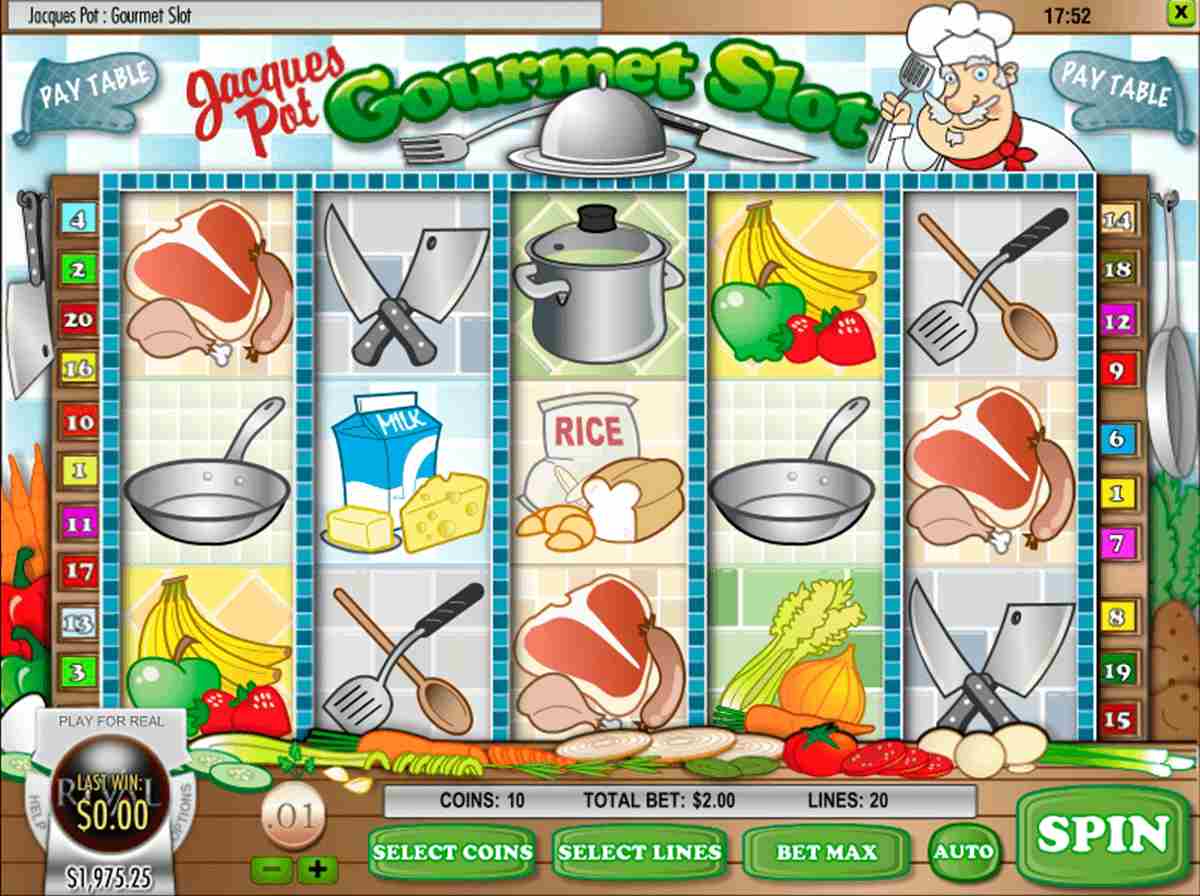 Jacques Pot : Gourmet Slot
17:52
X
PAY TABLE
Jacques
Pot
Gourmet Slot
PAY TABLE
4
2
20
16
10
1
11
17
13
3
MILK
RICE
14
18
12
9
6
1
7
8
19
15
PLAY FOR REAL
LAST WIN:
$0.00
RIVAL
HELP
OPTIONS
$1,975.25
.01
-
+
COINS: 10
TOTAL BET: $2.00
LINES: 20
SELECT COINS
SELECT LINES
BET MAX
AUTO
SPIN